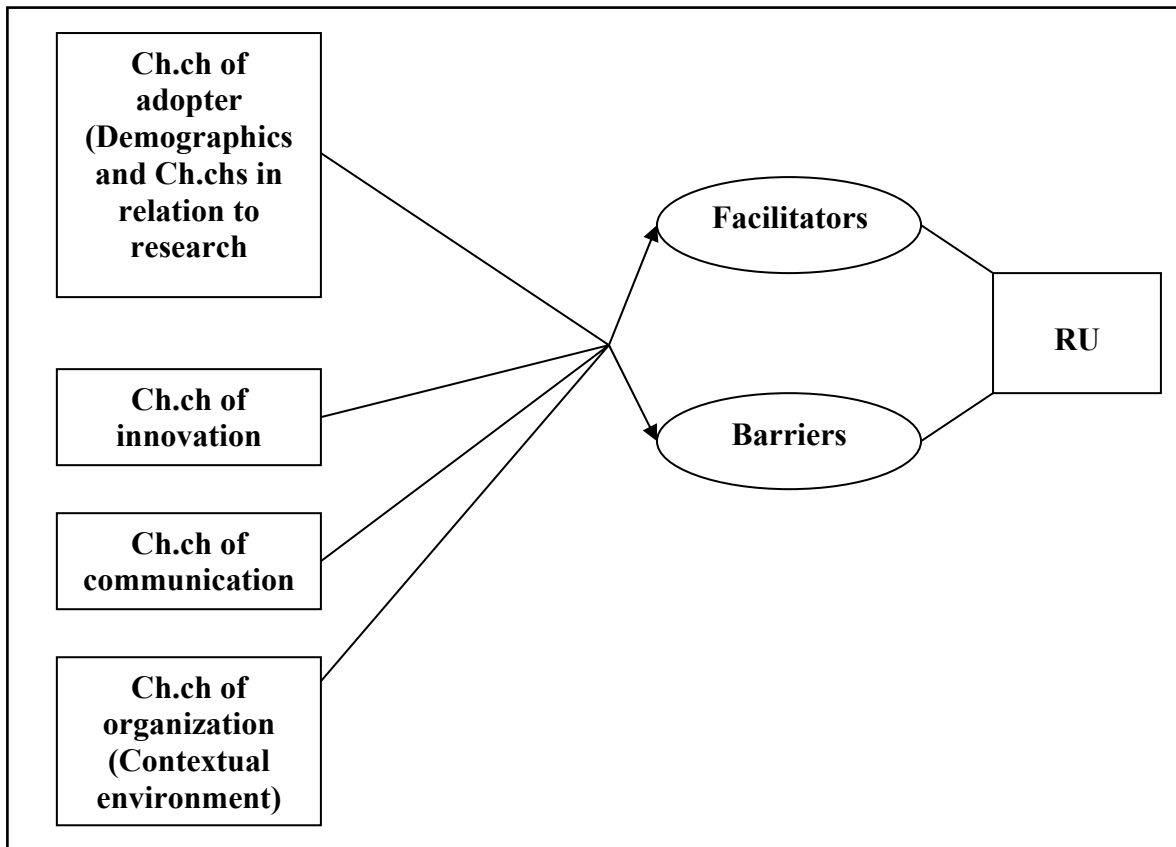 Ch.ch of
adopter
(Demographics
and Ch.chs in
relation to
research
Ch.ch of
innovation
Ch.ch of
communication
Ch.ch of
organization
(Contextual
environment)
Facilitators
Barriers
RU